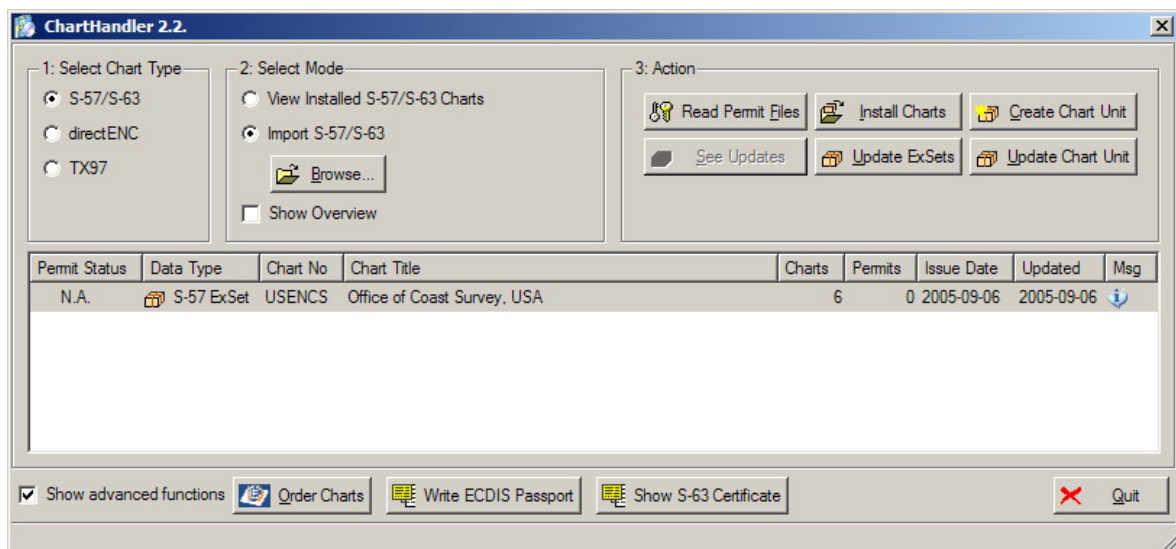 ChartHandler 2.2.
1: Select Chart Type
S-57/S-63
directENC
TX97
2: Select Mode
View Installed S-57/S-63 Charts
Import S-57/S-63
Browse...
Show Overview
3: Action
Read Permit Files
Install Charts
Create Chart Unit
See Updates
Update ExSets
Update Chart Unit
Permit Status Data Type Chart No Chart Title Charts Permits Issue Date Updated Msg
N.A. S-57 ExSet USENCS Office of Coast Survey, USA 6 0 2005-09-06 2005-09-06
Show advanced functions Order Charts Write ECDIS Passport Show S-63 Certificate Quit